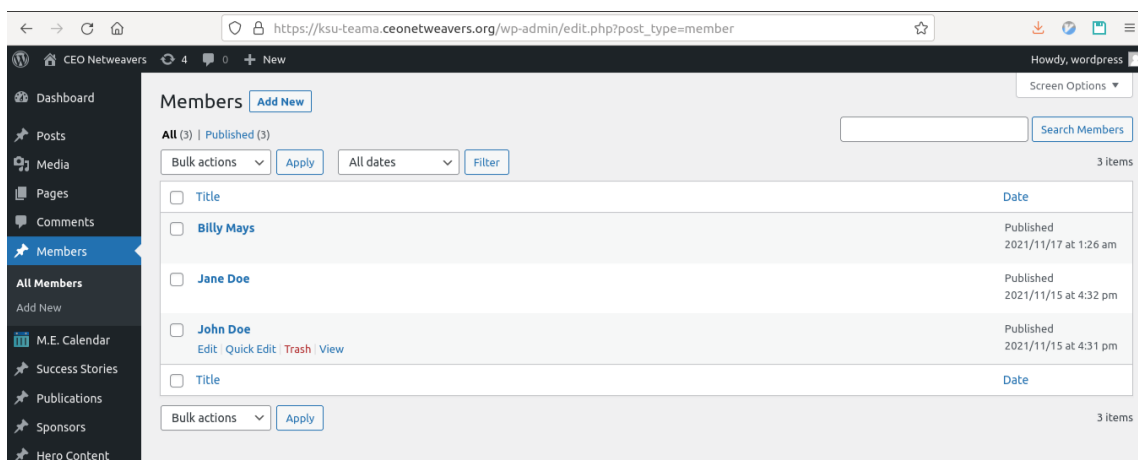 https://ksu-teama.ceonetweavers.org/wp-admin/edit.php?post_type=member
CEO Netweavers 4 0 + New Howdy, wordpress
Dashboard
Posts
Media
Pages
Comments
Members
All Members
Add New
M.E. Calendar
Success Stories
Publications
Sponsors
Hero Content
Screen Options
Members Add New
All (3) | Published (3)
Search Members
Bulk actions Apply All dates Filter 3 items
Title Date
Billy Mays Published
2021/11/17 at 1:26 am
Jane Doe Published
2021/11/15 at 4:32 pm
John Doe Published
Edit | Quick Edit | Trash | View 2021/11/15 at 4:31 pm
Title Date
Bulk actions Apply 3 items